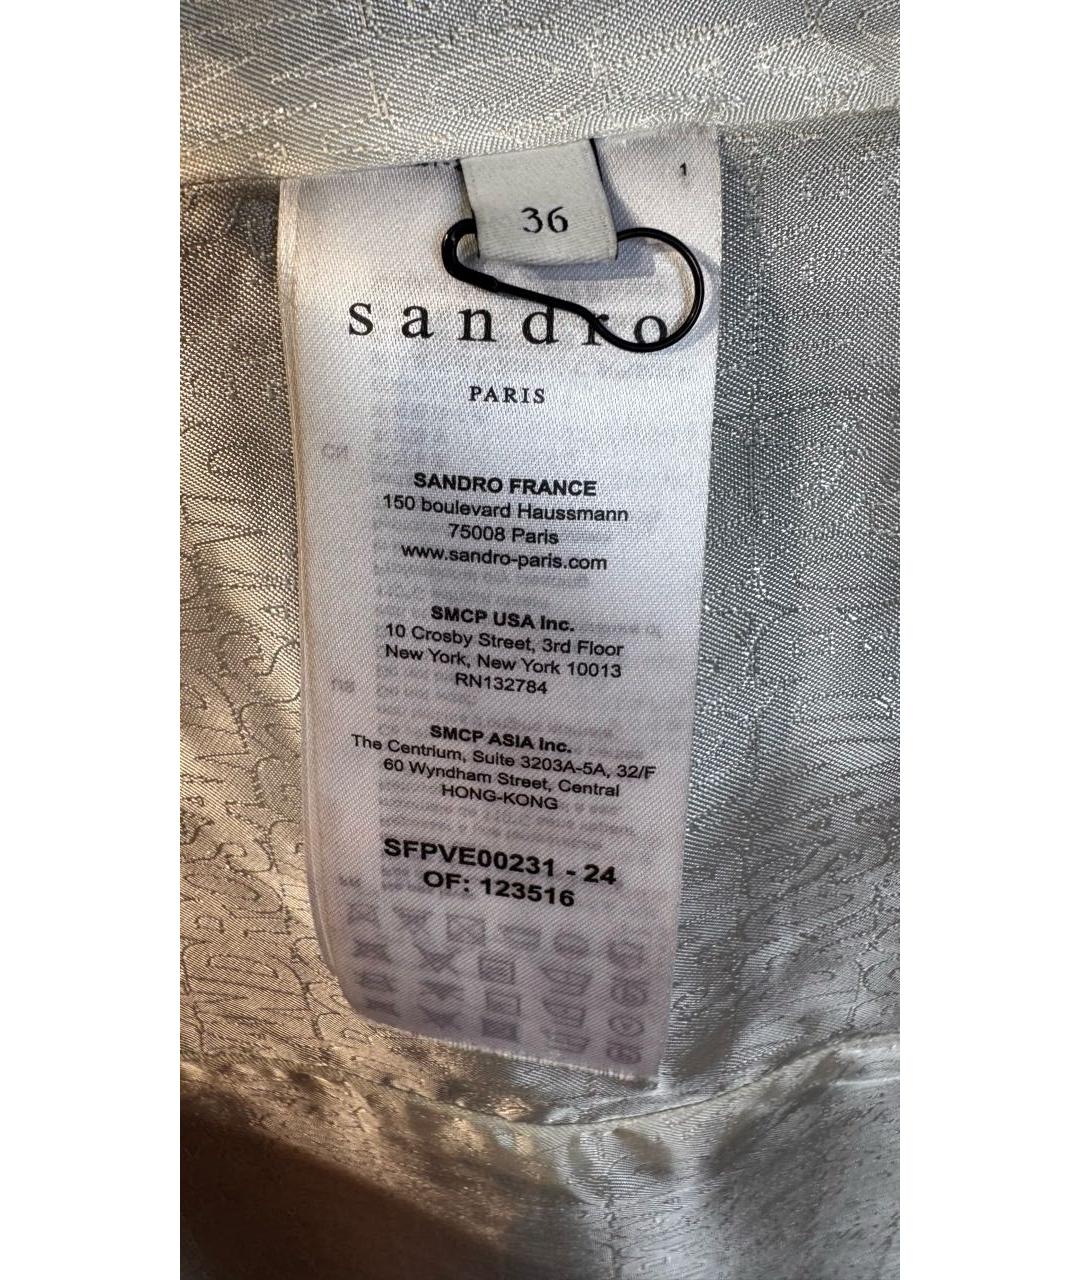 1
36
sandro
PARIS
SANDRO FRANCE
150 boulevard Haussmann
75008 Paris
www.sandro-paris.com
SMCP USA Inc.
10 Crosby Street, 3rd Floor
New York, New York 10013
RN132784
SMCP ASIA Inc.
The Centrium, Suite 3203A-5A, 32/F
60 Wyndham Street, Central
HONG-KONG
SFPVE00231 - 24
OF: 123516